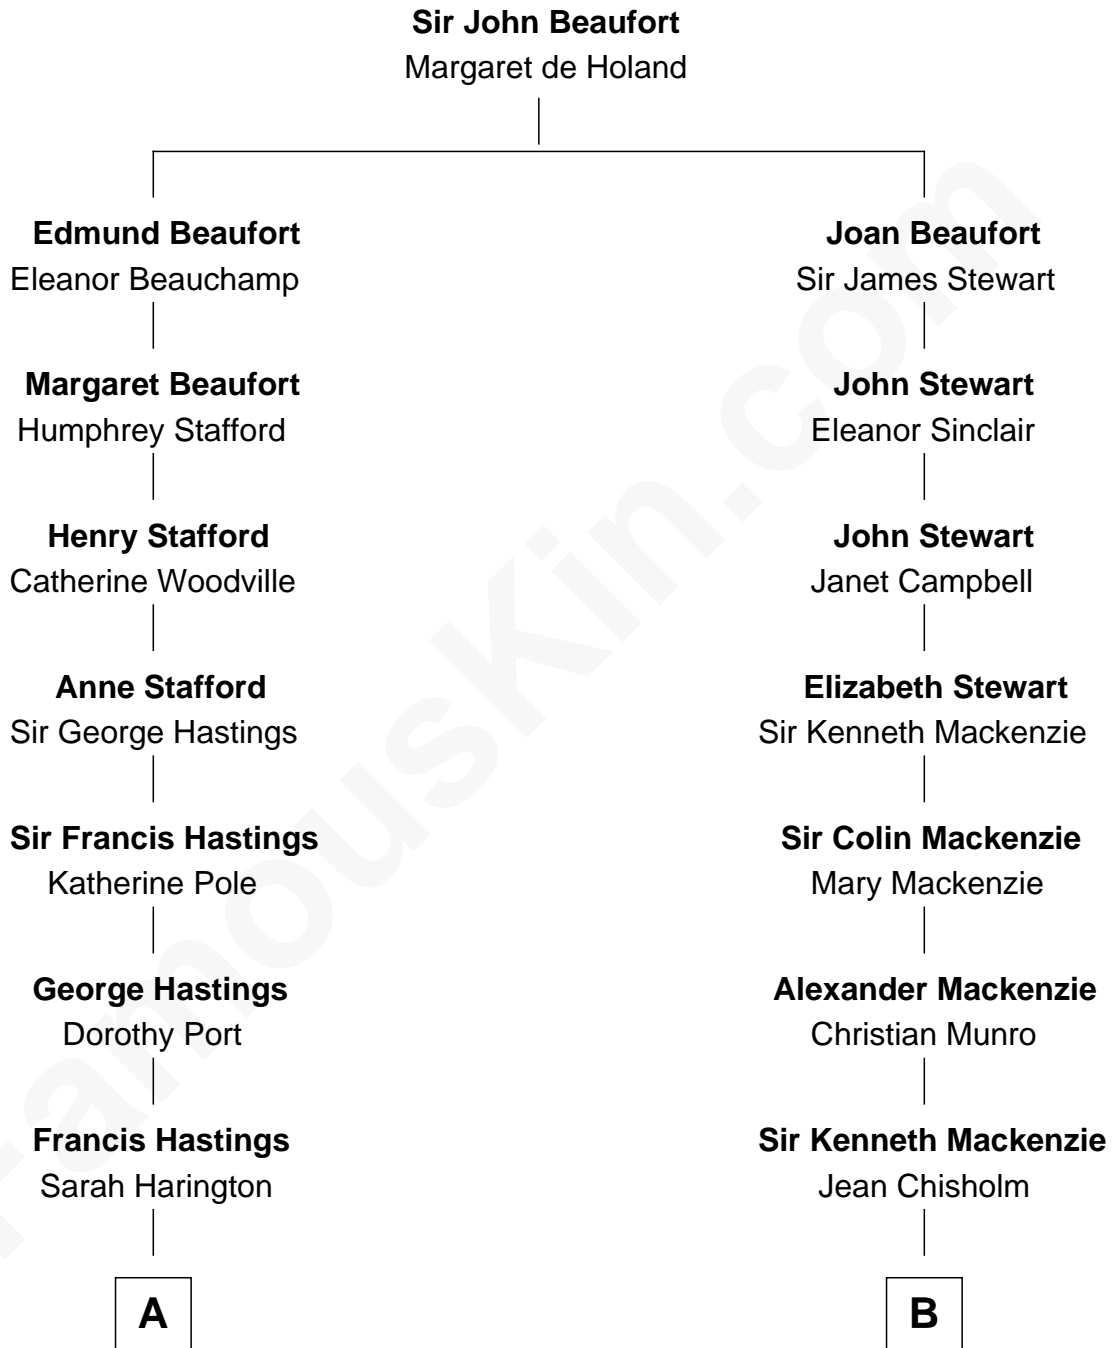 Sir John Beaufort
Margaret de Holand
Edmund Beaufort
Eleanor Beauchamp
Joan Beaufort
Sir James Stewart
Margaret Beaufort
Humphrey Stafford
John Stewart
Eleanor Sinclair
Henry Stafford
Catherine Woodville
John Stewart
Janet Campbell
Anne Stafford
Sir George Hastings
Elizabeth Stewart
Sir Kenneth Mackenzie
Sir Francis Hastings
Katherine Pole
Sir Colin Mackenzie
Mary Mackenzie
George Hastings
Dorothy Port
Alexander Mackenzie
Christian Munro
Francis Hastings
Sarah Harington
Sir Kenneth Mackenzie
Jean Chisholm
A
B
FamousKin.com